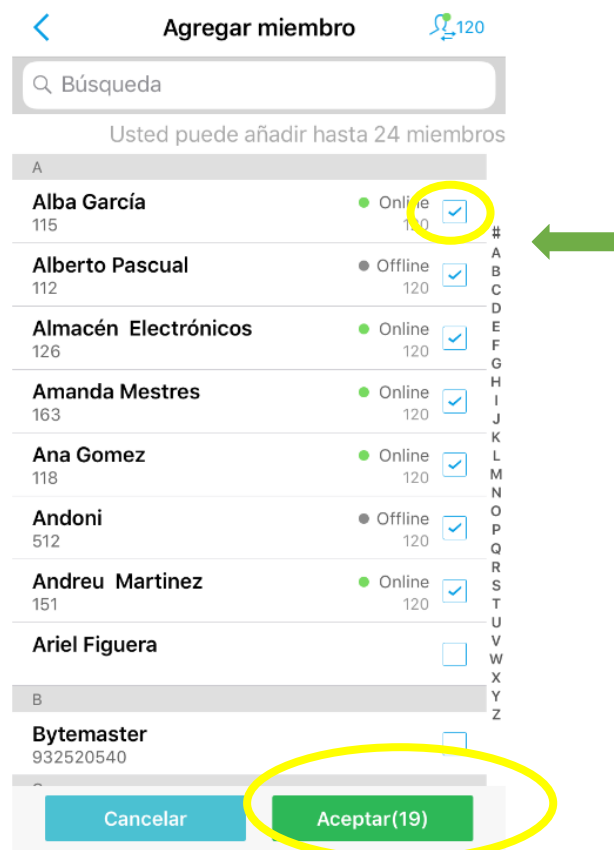 Agregar miembro
120
Búsqueda
Usted puede añadir hasta 24 miembros
A
Alba García
Online
115
120
Alberto Pascual
Offline
112
120
Almacén Electrónicos
Online
126
120
Amanda Mestres
Online
163
120
Ana Gomez
Online
118
120
Andoni
Offline
512
120
Andreu Martinez
Online
151
120
Ariel Figuera
B
Bytemaster
932520540
Cancelar
Aceptar(19)
#
A
B
C
D
E
F
G
H
I
J
K
L
M
N
O
P
Q
R
S
T
U
V
W
X
Y
Z